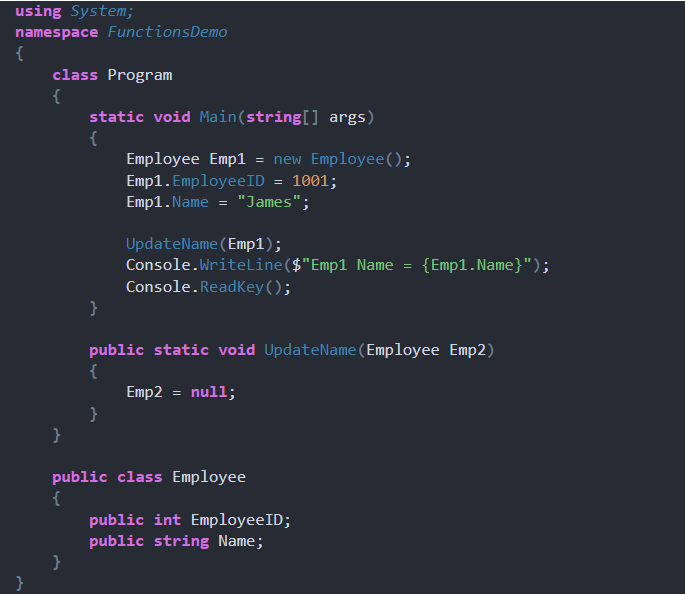 using System;
namespace FunctionsDemo
{
    class Program
    {
        static void Main(string[] args)
        {
            Employee Emp1 = new Employee();
            Emp1.EmployeeID = 1001;
            Emp1.Name = "James";

            UpdateName(Emp1);
            Console.WriteLine($"Emp1 Name = {Emp1.Name}");
            Console.ReadKey();
        }

        public static void UpdateName(Employee Emp2)
        {
            Emp2 = null;
        }
    }

    public class Employee
    {
        public int EmployeeID;
        public string Name;
    }
}